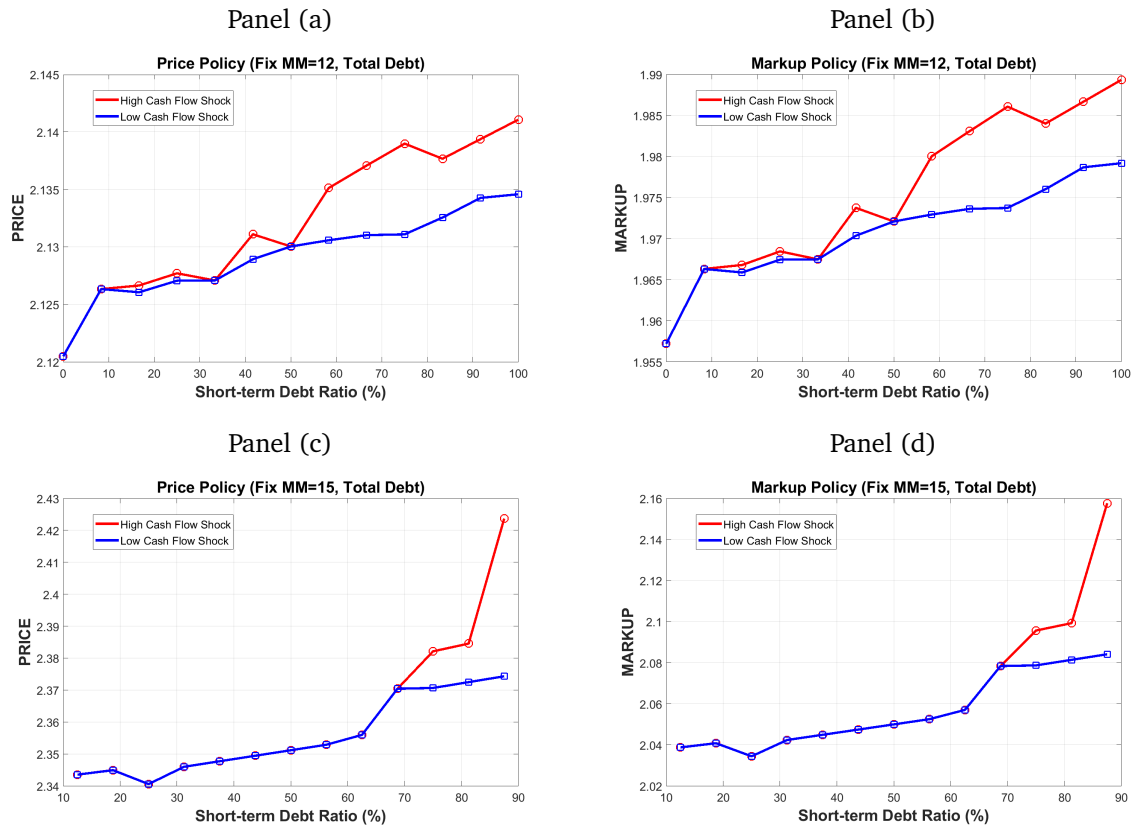 Panel (a)
Price Policy (Fix MM=12, Total Debt)
High Cash Flow Shock
Low Cash Flow Shock
PRICE
2.145
2.14
2.135
2.13
2.125
2.12
0 10 20 30 40 50 60 70 80 90 100
Short-term Debt Ratio (%)
Panel (b)
Markup Policy (Fix MM=12, Total Debt)
High Cash Flow Shock
Low Cash Flow Shock
MARKUP
1.99
1.985
1.98
1.975
1.97
1.965
1.96
1.955
0 10 20 30 40 50 60 70 80 90 100
Short-term Debt Ratio (%)
Panel (c)
Price Policy (Fix MM=15, Total Debt)
High Cash Flow Shock
Low Cash Flow Shock
PRICE
2.43
2.42
2.41
2.4
2.39
2.38
2.37
2.36
2.35
2.34
10 20 30 40 50 60 70 80 90
Short-term Debt Ratio (%)
Panel (d)
Markup Policy (Fix MM=15, Total Debt)
High Cash Flow Shock
Low Cash Flow Shock
MARKUP
2.16
2.14
2.12
2.1
2.08
2.06
2.04
2.02
10 20 30 40 50 60 70 80 90
Short-term Debt Ratio (%)